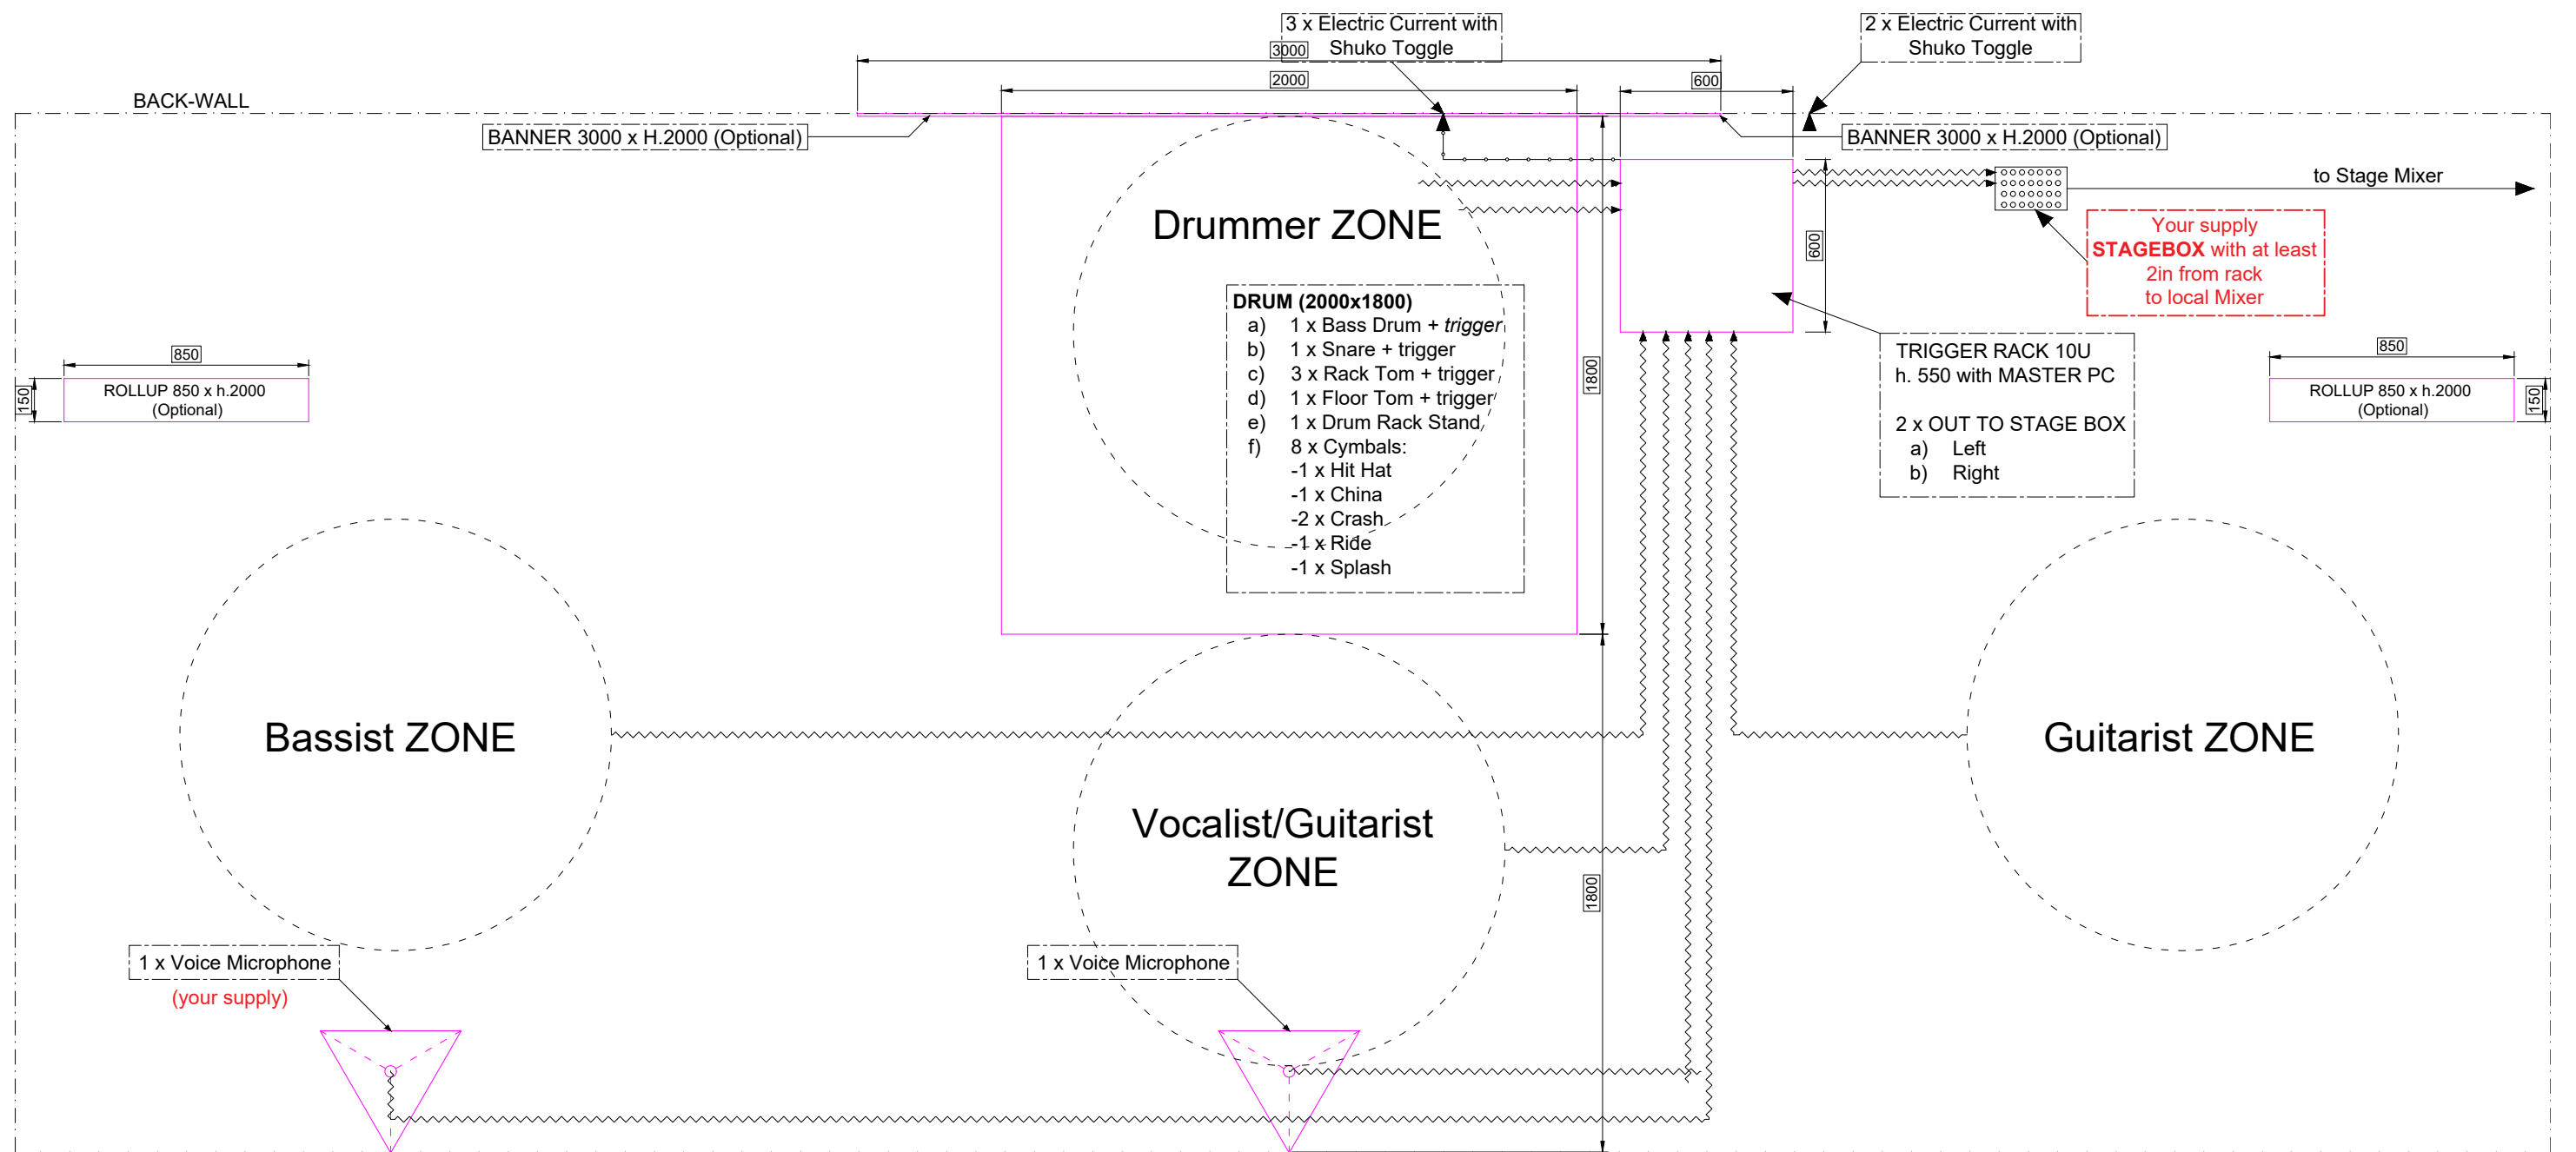 3 x Electric Current with
Shuko Toggle
2 x Electric Current with
Shuko Toggle
3000
2000
600
BACK-WALL
BANNER 3000 x H.2000 (Optional)
BANNER 3000 x H.2000 (Optional)
to Stage Mixer
Drummer ZONE
600
Your supply
STAGEBOX with at least
2in from rack
to local Mixer
DRUM (2000x1800)
a) 1 x Bass Drum + trigger
b) 1 x Snare + trigger
c) 3 x Rack Tom + trigger
d) 1 x Floor Tom + trigger
e) 1 x Drum Rack Stand
f) 8 x Cymbals:
-1 x Hit Hat
-1 x China
-2 x Crash
-1 x Ride
-1 x Splash
1800
TRIGGER RACK 10U
h. 550 with MASTER PC
2 x OUT TO STAGE BOX
a) Left
b) Right
850
150
ROLLUP 850 x h.2000
(Optional)
850
ROLLUP 850 x h.2000
(Optional)
150
Bassist ZONE
Guitarist ZONE
Vocalist/Guitarist
ZONE
1800
1 x Voice Microphone
(your supply)
1 x Voice Microphone